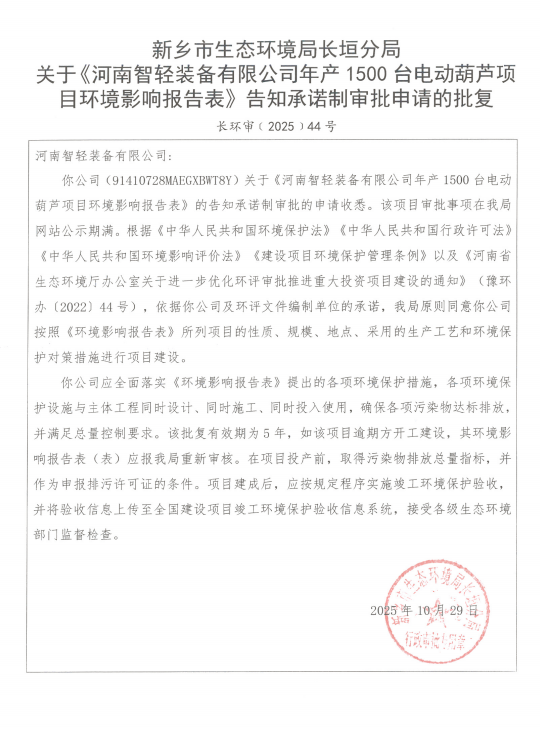 新乡市生态环境局长垣分局
关于《河南智轻装备有限公司年产 1500 台电动葫芦项
目环境影响报告表》告知承诺制审批申请的批复
长环审﹝2025﹞44 号
河南智轻装备有限公司:
你公司（91410728MAEGXBWT8Y）关于《河南智轻装备有限公司年产 1500 台电动
葫芦项目环境影响报告表》的告知承诺制审批的申请收悉。该项目审批事项在我局
网站公示期满。根据《中华人民共和国环境保护法》《中华人民共和国行政许可法》
《中华人民共和国环境影响评价法》《建设项目环境保护管理条例》以及《河南省
生态环境厅办公室关于进一步优化环评审批推进重大投资项目建设的通知》（豫环
办〔2022〕44 号），依据你公司及环评文件编制单位的承诺，我局原则同意你公司
按照《环境影响报告表》所列项目的性质、规模、地点、采用的生产工艺和环境保
护对策措施进行项目建设。
你公司应全面落实《环境影响报告表》提出的各项环境保护措施，各项环境保
护设施与主体工程同时设计、同时施工、同时投入使用，确保各项污染物达标排放，
并满足总量控制要求。该批复有效期为 5 年，如该项目逾期方开工建设，其环境影
响报告表（表）应报我局重新审核。在项目投产前，取得污染物排放总量指标，并
作为申报排污许可证的条件。项目建成后，应按规定程序实施竣工环境保护验收，
并将验收信息上传至全国建设项目竣工环境保护验收信息系统，接受各级生态环境
部门监督检查。
新乡市生态环境局长垣分局
2025 年 10 月 29 日
行政审批专用章